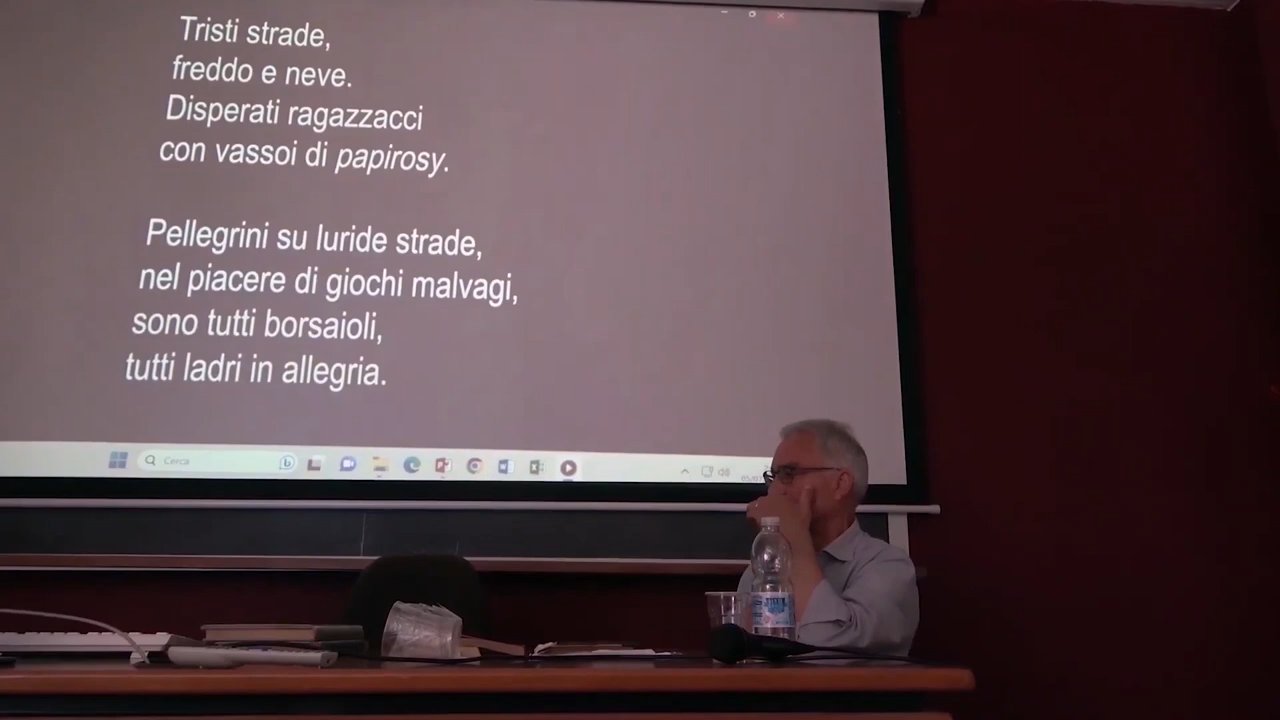 Tristi strade,
freddo e neve.
Disperati ragazzacci
con vassoi di papirosy.
Pellegrini su luride strade,
nel piacere di giochi malvagi,
sono tutti borsaioli,
tutti ladri in allegria.
Cerca